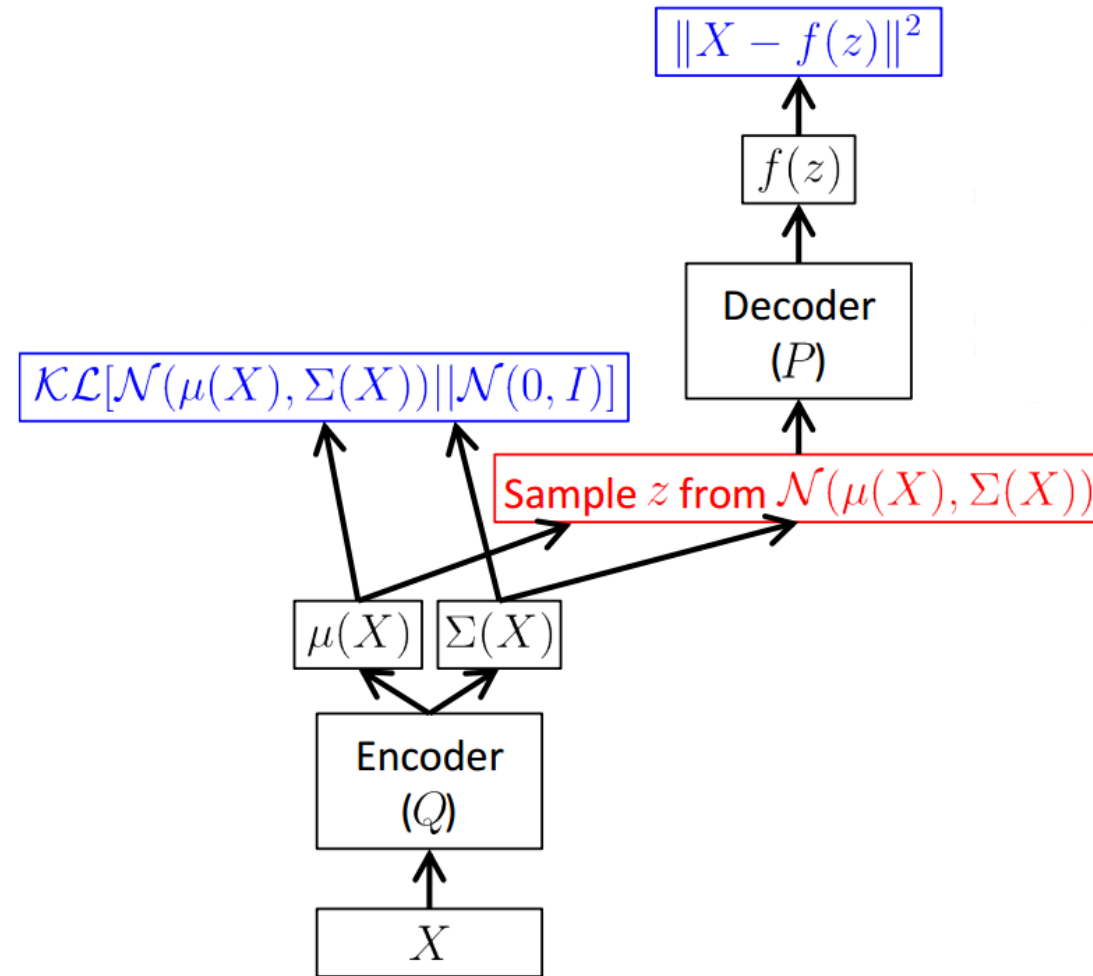 ‖X − f(z)‖²
f(z)
Decoder
(P)
𝒦ℒ[𝒩(μ(X), Σ(X))||𝒩(0, I)]
Sample z from 𝒩(μ(X), Σ(X))
μ(X) Σ(X)
Encoder
(Q)
X